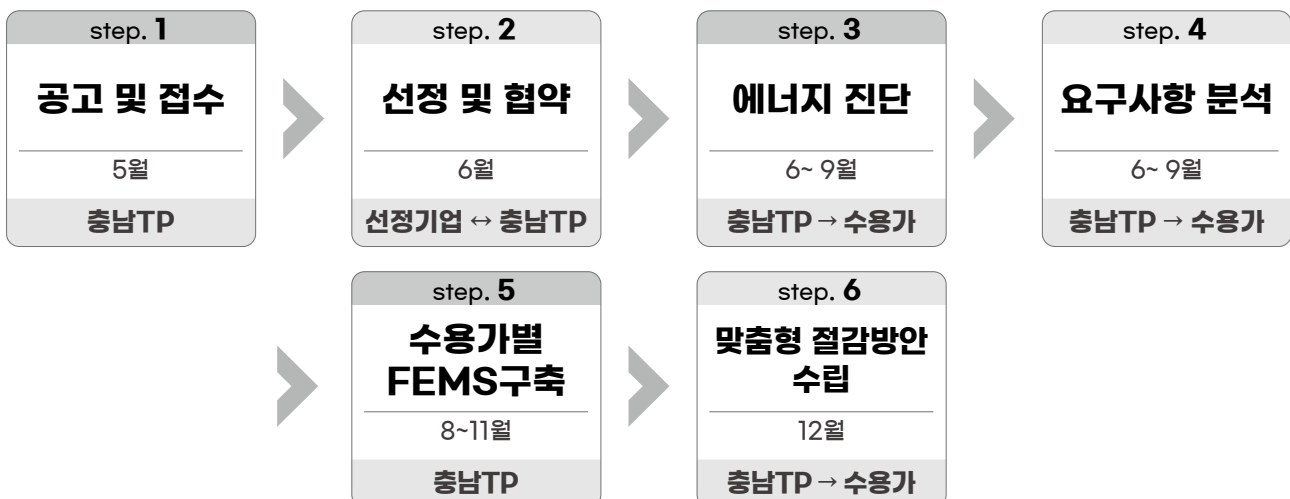 step. 1
공고 및 접수
5월
충남TP
step. 2
선정 및 협약
6월
선정기업 ↔ 충남TP
step. 3
에너지 진단
6~ 9월
충남TP → 수용가
step. 4
요구사항 분석
6~ 9월
충남TP → 수용가
step. 5
수용가별
FEMS구축
8~11월
충남TP
step. 6
맞춤형 절감방안
수립
12월
충남TP → 수용가